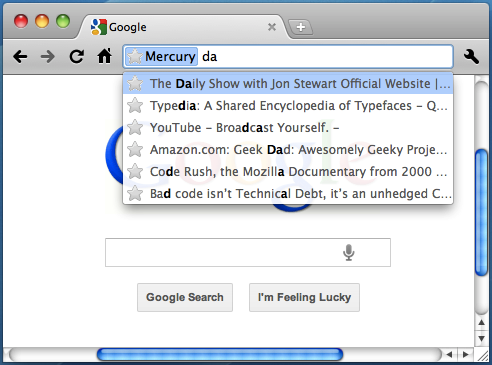 Google
Mercury da
The Daily Show with Jon Stewart Official Website |...
Typedia: A Shared Encyclopedia of Typefaces – Q...
YouTube – Broadcast Yourself. –
Amazon.com: Geek Dad: Awesomely Geeky Proje...
Code Rush, the Mozilla Documentary from 2000 ...
Bad code isn't Technical Debt, it's an unhedged C...
Google Search
I'm Feeling Lucky